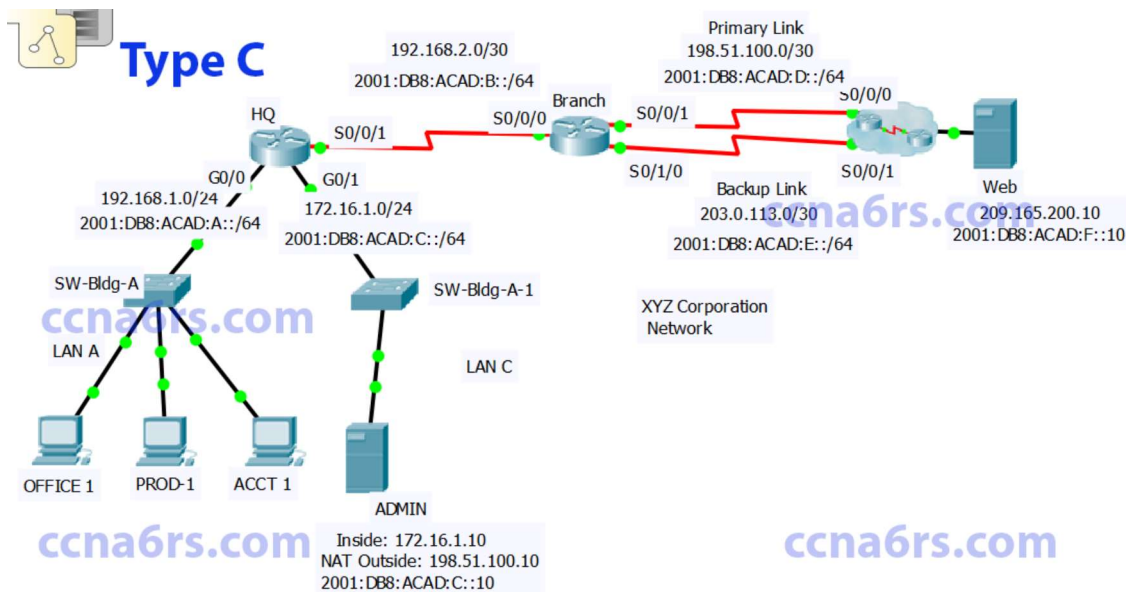 Type C
Primary Link
198.51.100.0/30
2001:DB8:ACAD:D::/64
192.168.2.0/30
2001:DB8:ACAD:B::/64
HQ
S0/0/1
S0/0/0
Branch
S0/0/1
S0/1/0
S0/0/0
S0/0/1
Web
209.165.200.10
2001:DB8:ACAD:F::10
Backup Link
203.0.113.0/30
2001:DB8:ACAD:E::/64
ccna6rs.com
G0/0
G0/1
192.168.1.0/24
2001:DB8:ACAD:A::/64
172.16.1.0/24
2001:DB8:ACAD:C::/64
SW-Bldg-A
SW-Bldg-A-1
ccna6rs.com
XYZ Corporation
Network
LAN A
LAN C
OFFICE 1
PROD-1
ACCT 1
ADMIN
Inside: 172.16.1.10
NAT Outside: 198.51.100.10
2001:DB8:ACAD:C::10
ccna6rs.com
ccna6rs.com